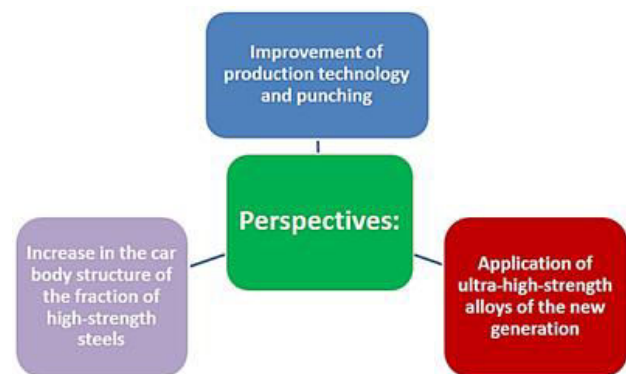 Improvement of
production technology
and punching
Perspectives:
Increase in the car
body structure of
the fraction of
high-strength
steels
Application of
ultra-high-strength
alloys of the new
generation